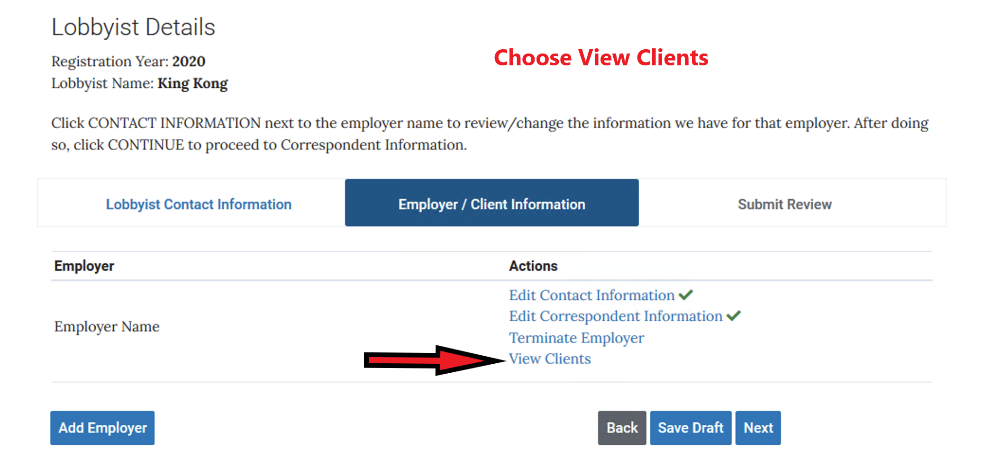 Lobbyist Details
Choose View Clients
Registration Year: 2020
Lobbyist Name: King Kong
Click CONTACT INFORMATION next to the employer name to review/change the information we have for that employer. After doing
so, click CONTINUE to proceed to Correspondent Information.
Lobbyist Contact Information
Employer / Client Information
Submit Review
Employer
Actions
Employer Name
Edit Contact Information
Edit Correspondent Information
Terminate Employer
View Clients
Add Employer
Back
Save Draft
Next